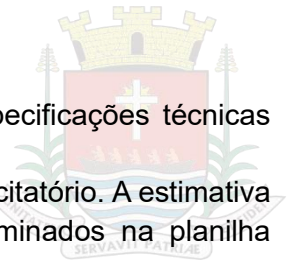 pecificações técnicas
citatório. A estimativa
minados na planilha
SERVAVIT PATRIAE